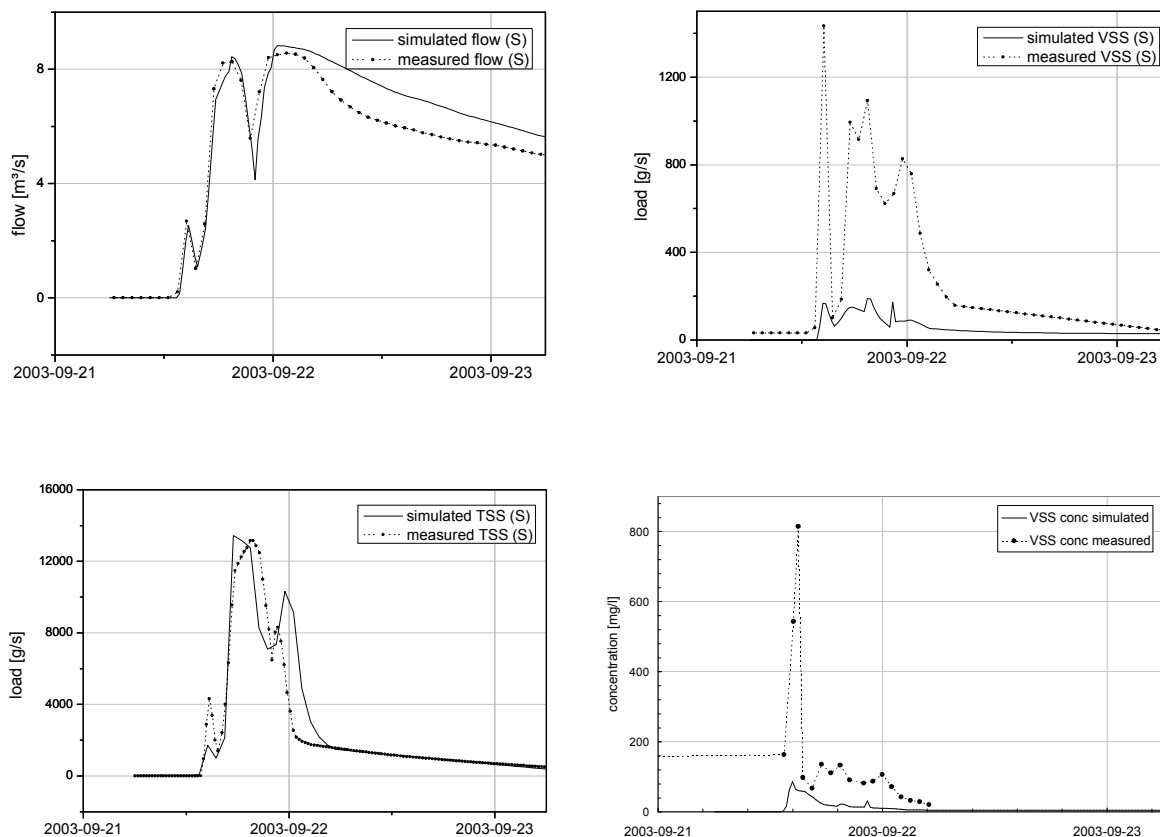 simulated flow (S)
measured flow (S)
8
4
0
flow [m³/s]
2003-09-21
2003-09-22
2003-09-23
simulated VSS (S)
measured VSS (S)
1200
800
400
0
load [g/s]
2003-09-21
2003-09-22
2003-09-23
simulated TSS (S)
measured TSS (S)
16000
12000
8000
4000
0
load [g/s]
2003-09-21
2003-09-22
2003-09-23
VSS conc simulated
VSS conc measured
800
600
400
200
0
concentration [mg/l]
2003-09-21
2003-09-22
2003-09-23